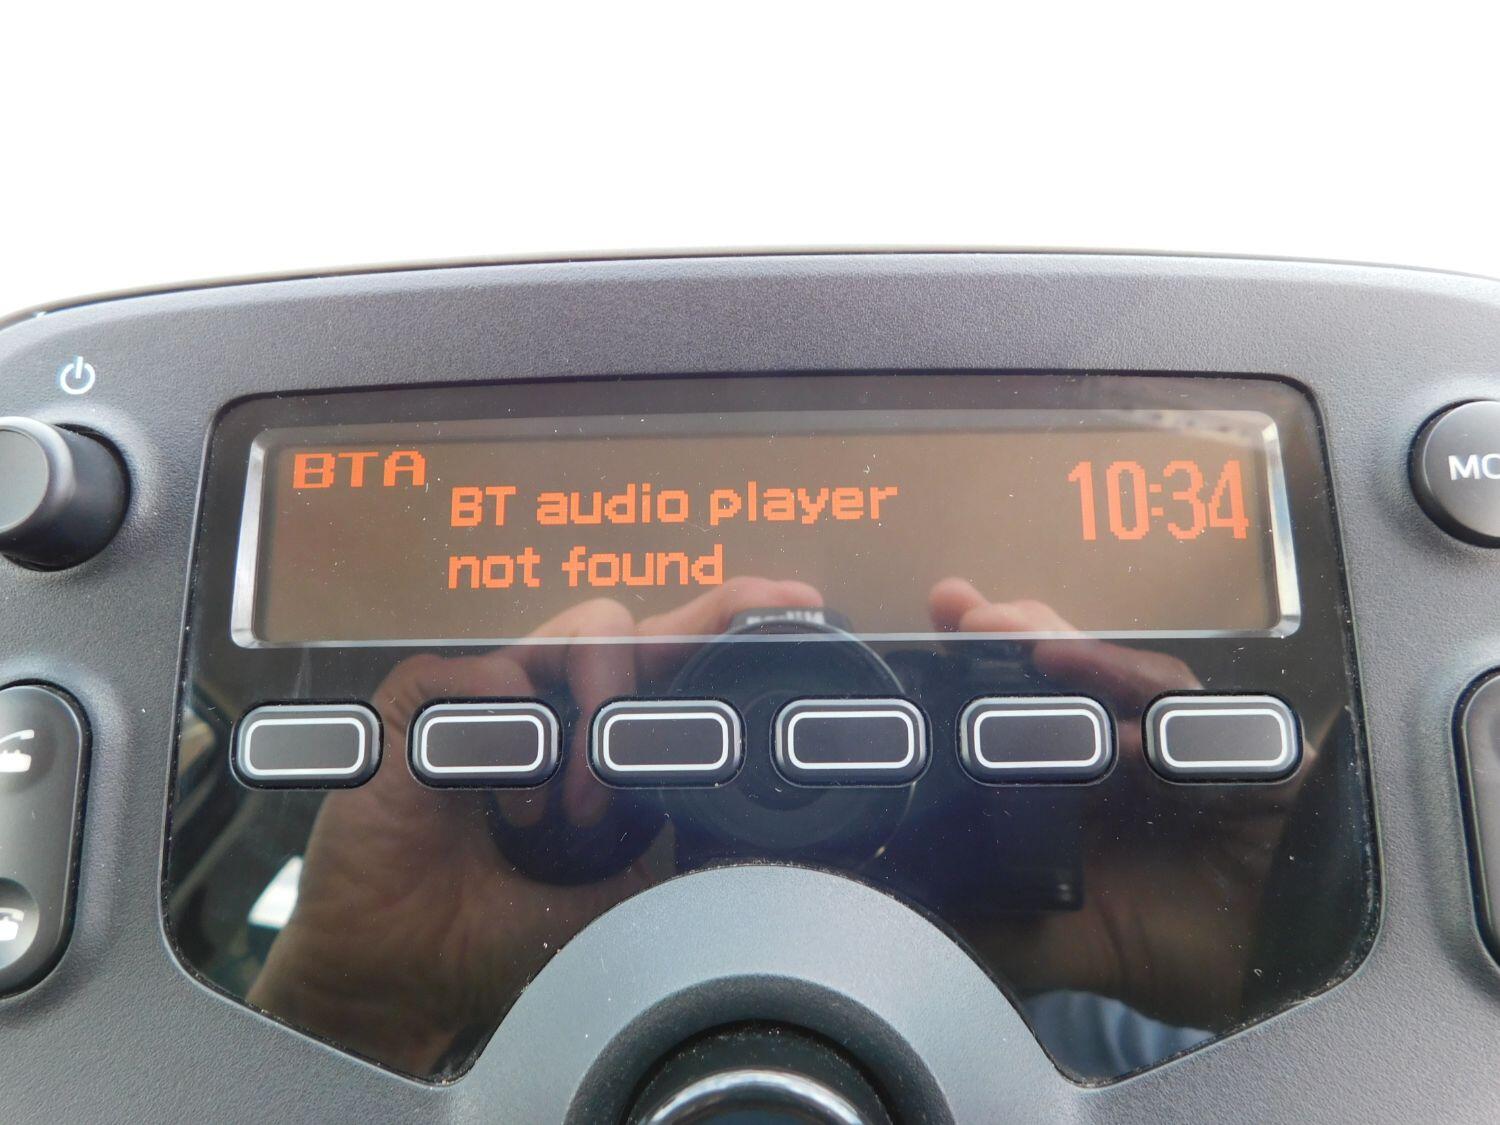 BTA
BT audio player
not found
10:34
MO